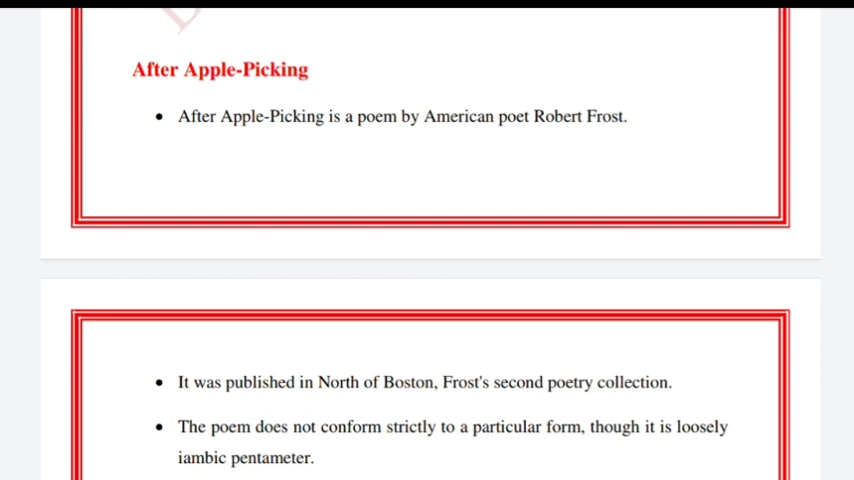 After Apple-Picking
• After Apple-Picking is a poem by American poet Robert Frost.
• It was published in North of Boston, Frost's second poetry collection.
• The poem does not conform strictly to a particular form, though it is loosely
iambic pentameter.